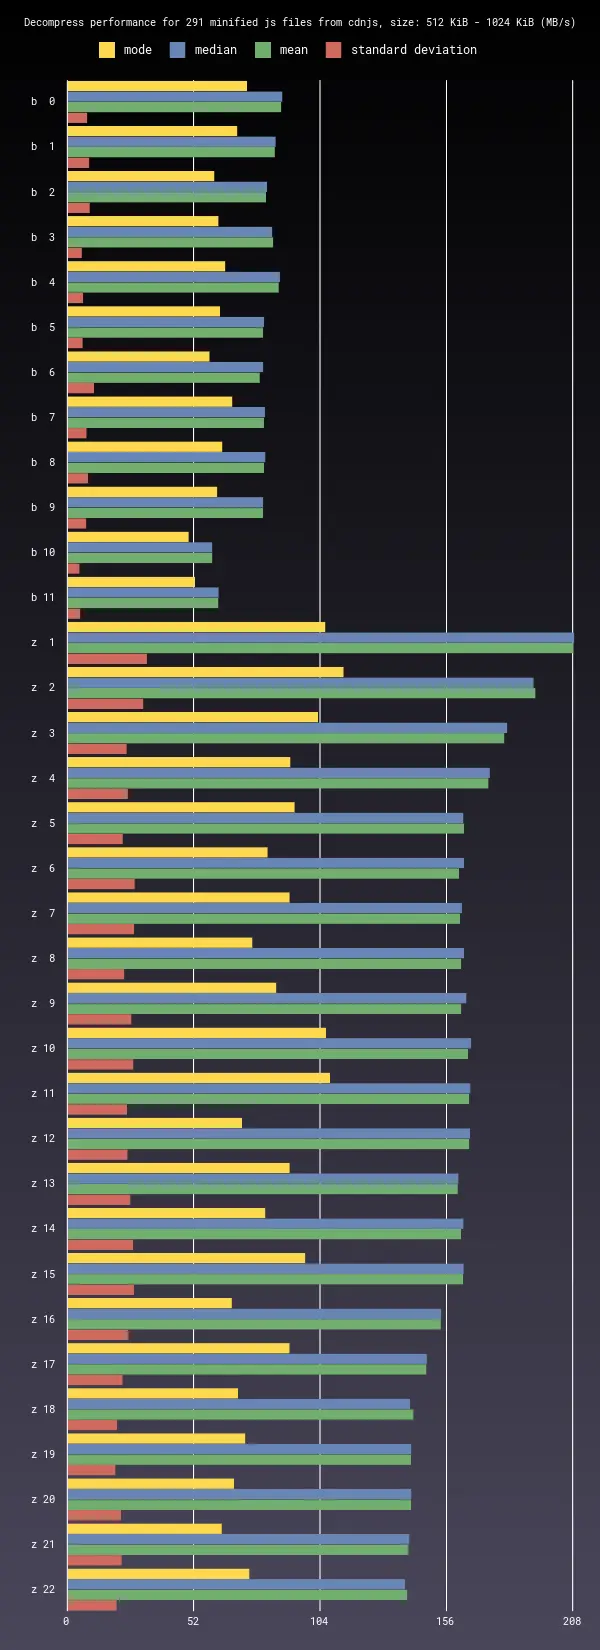 Decompress performance for 291 minified js files from cdnjs, size: 512 KiB - 1024 KiB (MB/s)
mode median mean standard deviation
b 0
b 1
b 2
b 3
b 4
b 5
b 6
b 7
b 8
b 9
b 10
b 11
z 1
z 2
z 3
z 4
z 5
z 6
z 7
z 8
z 9
z 10
z 11
z 12
z 13
z 14
z 15
z 16
z 17
z 18
z 19
z 20
z 21
z 22
0 52 104 156 208